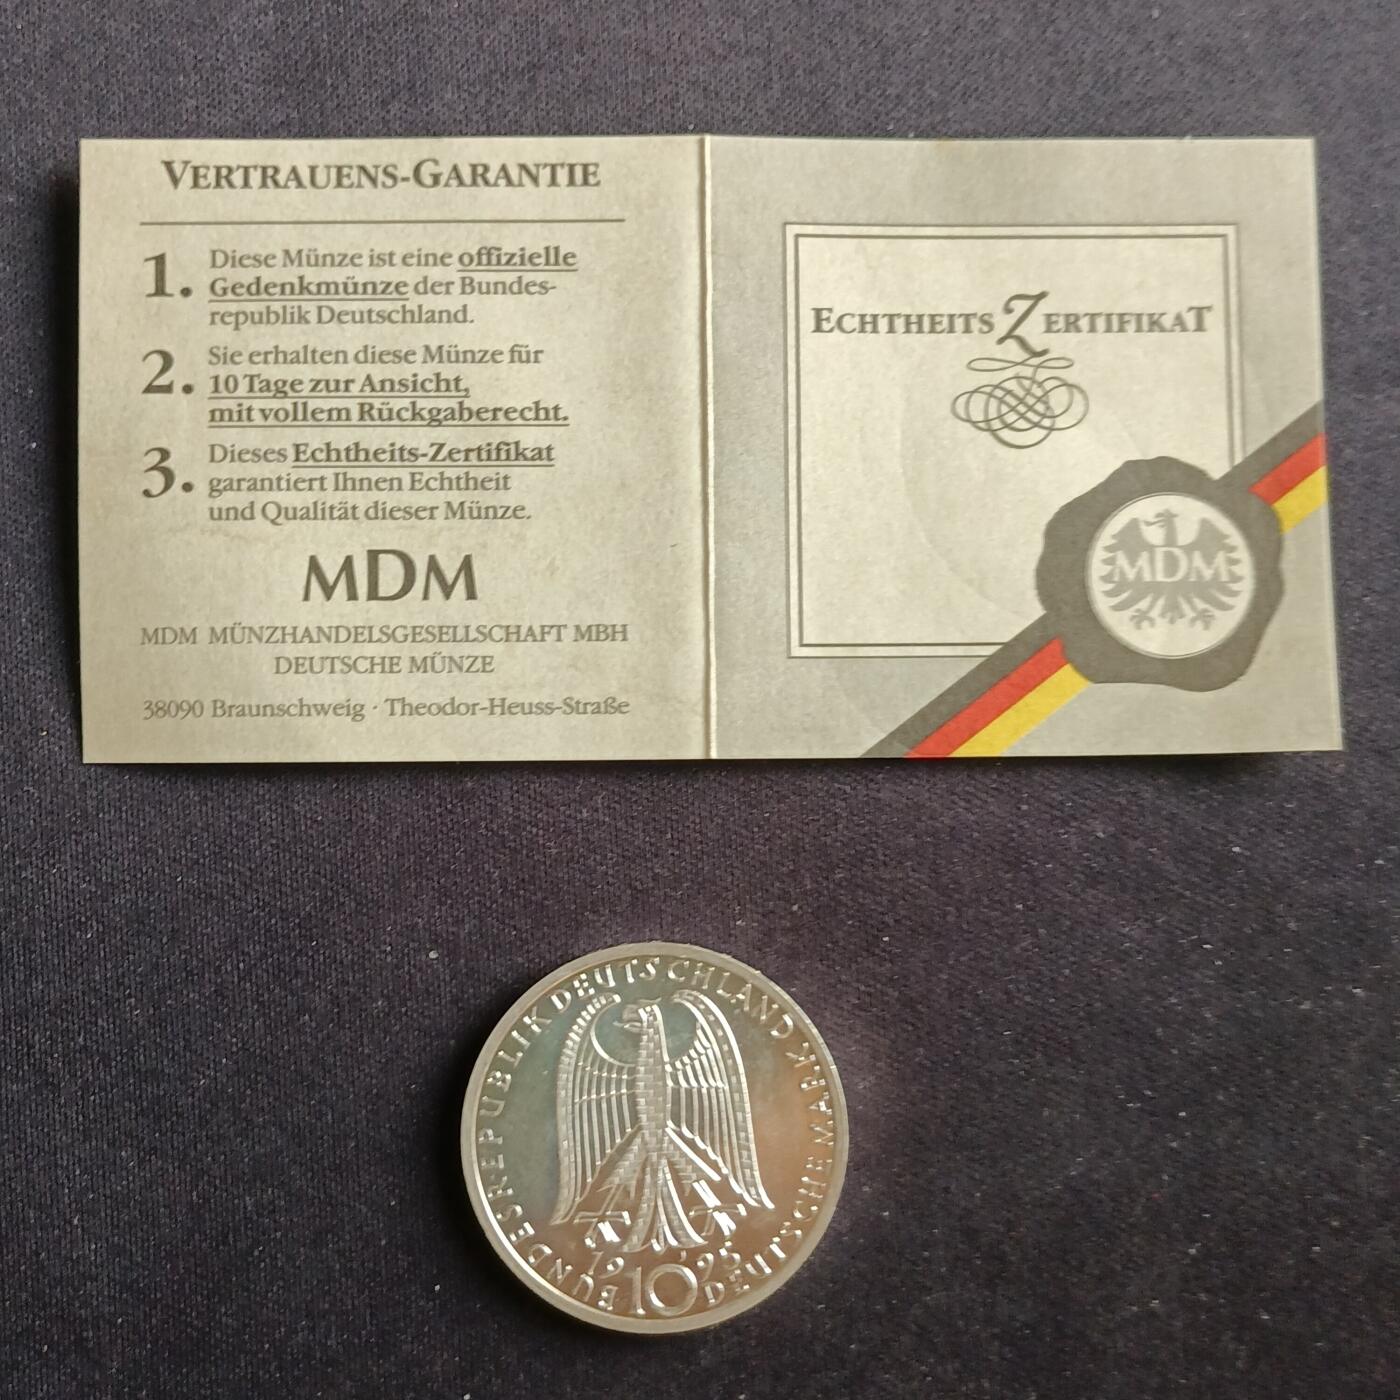 VERTRAUENS-GARANTIE
1. Diese Münze ist eine offizielle
Gedenkmünze der Bundes-
republik Deutschland.
2. Sie erhalten diese Münze für
10 Tage zur Ansicht,
mit vollem Rückgaberecht.
3. Dieses Echtheits-Zertifikat
garantiert Ihnen Echtheit
und Qualität dieser Münze.
MDM
MDM MÜNZHANDELSGESELLSCHAFT MBH
DEUTSCHE MÜNZE
38090 Braunschweig · Theodor-Heuss-Straße
ECHTHEITS ZERTIFIKAT
MDM
BUNDESREPUBLIK DEUTSCHLAND
DEUTSCHE MARK
1995
10